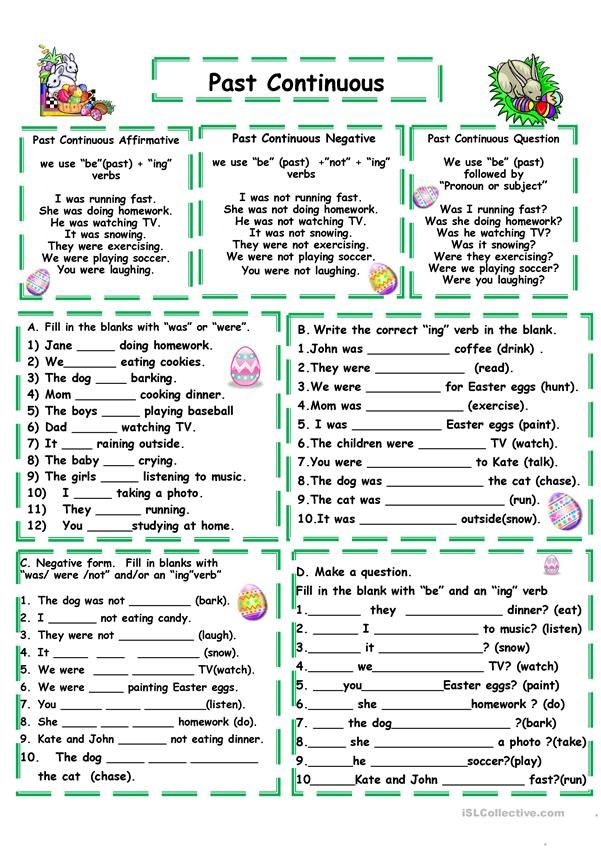 Past Continuous
Past Continuous Affirmative
we use "be"(past) + "ing"
verbs
I was running fast.
She was doing homework.
He was watching TV.
It was snowing.
They were exercising.
We were playing soccer.
You were laughing.
Past Continuous Negative
we use "be" (past) +"not" + "ing"
verbs
I was not running fast.
She was not doing homework.
He was not watching TV.
It was not snowing.
They were not exercising.
We were not playing soccer.
You were not laughing.
Past Continuous Question
We use "be" (past)
followed by
"Pronoun or subject"
Was I running fast?
Was she doing homework?
Was he watching TV?
Was it snowing?
Were they exercising?
Were we playing soccer?
Were you laughing?
A. Fill in the blanks with "was" or "were".
1) Jane _____ doing homework.
2) We_______ eating cookies.
3) The dog ____ barking.
4) Mom _____ cooking dinner.
5) The boys _____ playing baseball
6) Dad ______ watching TV.
7) It ____ raining outside.
8) The baby ____ crying.
9) The girls _____ listening to music.
10) I _____ taking a photo.
11) They ______ running.
12) You ______studying at home.
B. Write the correct "ing" verb in the blank.
1.John was ___________ coffee (drink) .
2.They were ____________ (read).
3.We were __________ for Easter eggs (hunt).
4.Mom was _____________ (exercise).
5. I was ___________ Easter eggs (paint).
6.The children were _________ TV (watch).
7.You were ______________ to Kate (talk).
8.The dog was _______________ the cat (chase).
9.The cat was _______________ (run).
10.It was _____________ outside(snow).
C. Negative form. Fill in blanks with
"was/ were /not" and/or an "ing"verb"
1. The dog was not ________ (bark).
2. I _______ not eating candy.
3. They were not __________ (laugh).
4. It _____ ____ ________ (snow).
5. We were _____ _________ TV(watch).
6. We were _____ painting Easter eggs.
7. You _____ ____ _________(listen).
8. She _____ ____ ______ homework (do).
9. Kate and John _______ not eating dinner.
10. The dog _____ _____ ________
the cat (chase).
D. Make a question.
Fill in the blank with "be" and an "ing" verb
1._______ they _____________ dinner? (eat)
2. ______ I ______________ to music? (listen)
3._______ it ______________? (snow)
4.______ we______________ TV? (watch)
5. ____you___________Easter eggs? (paint)
6.______ she ___________homework ? (do)
7. ____ the dog________________ ?(bark)
8._____ she ________________ a photo ?(take)
9.______he ___________soccer?(play)
10______Kate and John ___________ fast?(run)
iSLCollective.com